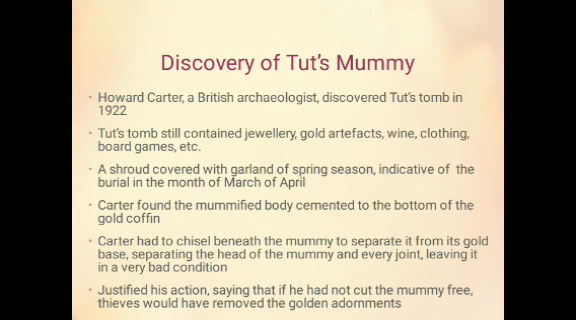 Discovery of Tut's Mummy
• Howard Carter, a British archaeologist, discovered Tut's tomb in
1922
• Tut's tomb still contained jewellery, gold artefacts, wine, clothing,
board games, etc.
• A shroud covered with garland of spring season, indicative of the
burial in the month of March of April
• Carter found the mummified body cemented to the bottom of the
gold coffin
• Carter had to chisel beneath the mummy to separate it from its gold
base, separating the head of the mummy and every joint, leaving it
in a very bad condition
• Justified his action, saying that if he had not cut the mummy free,
thieves would have removed the golden adornments